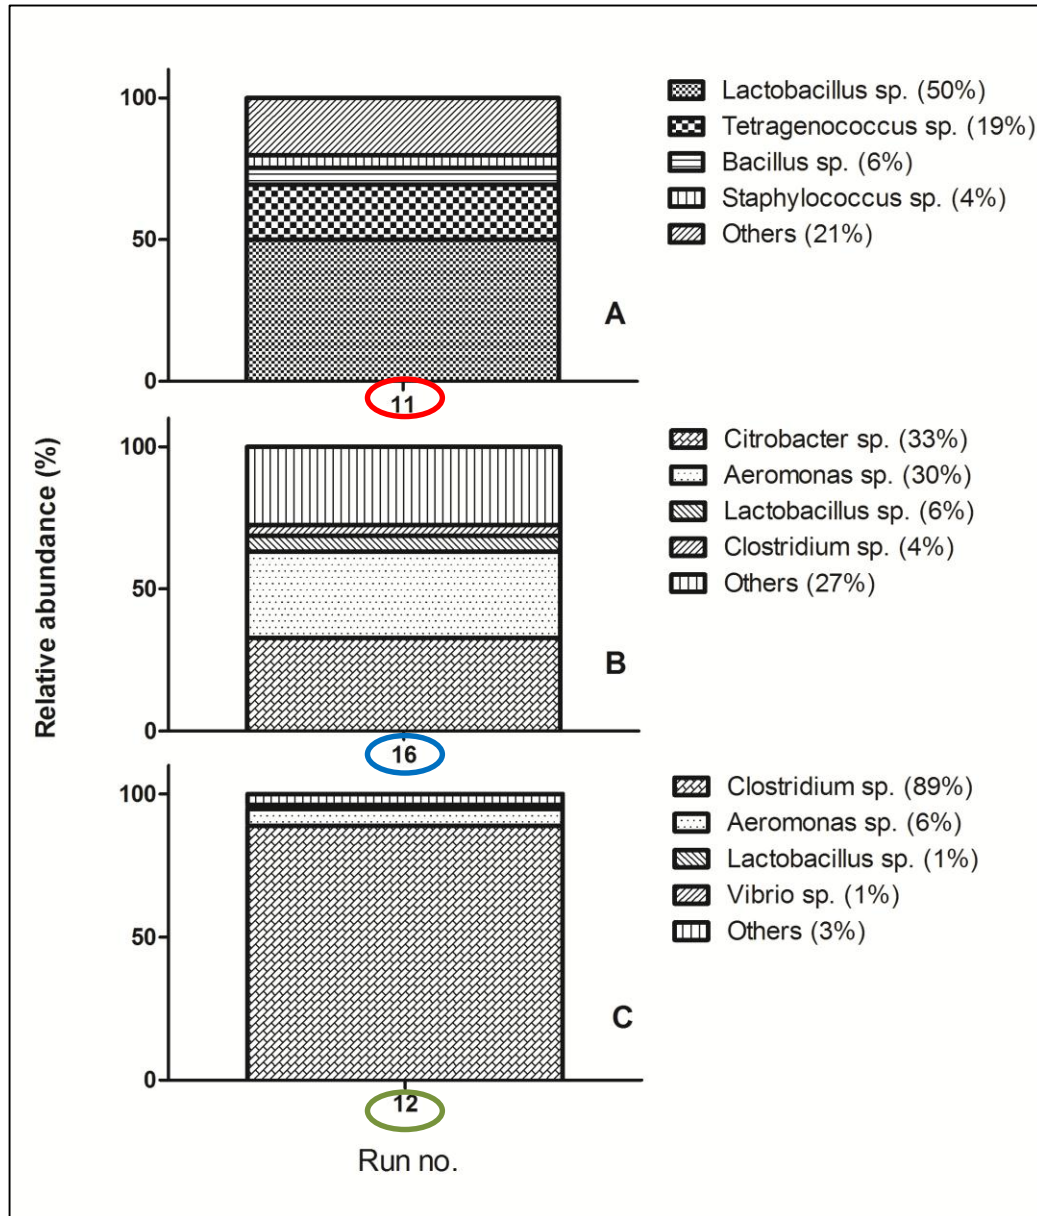 100
50
0
Lactobacillus sp. (50%)
Tetragenococcus sp. (19%)
Bacillus sp. (6%)
Staphylococcus sp. (4%)
Others (21%)
A
11
Relative abundance (%)
100
50
0
Citrobacter sp. (33%)
Aeromonas sp. (30%)
Lactobacillus sp. (6%)
Clostridium sp. (4%)
Others (27%)
B
16
100
50
0
Clostridium sp. (89%)
Aeromonas sp. (6%)
Lactobacillus sp. (1%)
Vibrio sp. (1%)
Others (3%)
C
12
Run no.